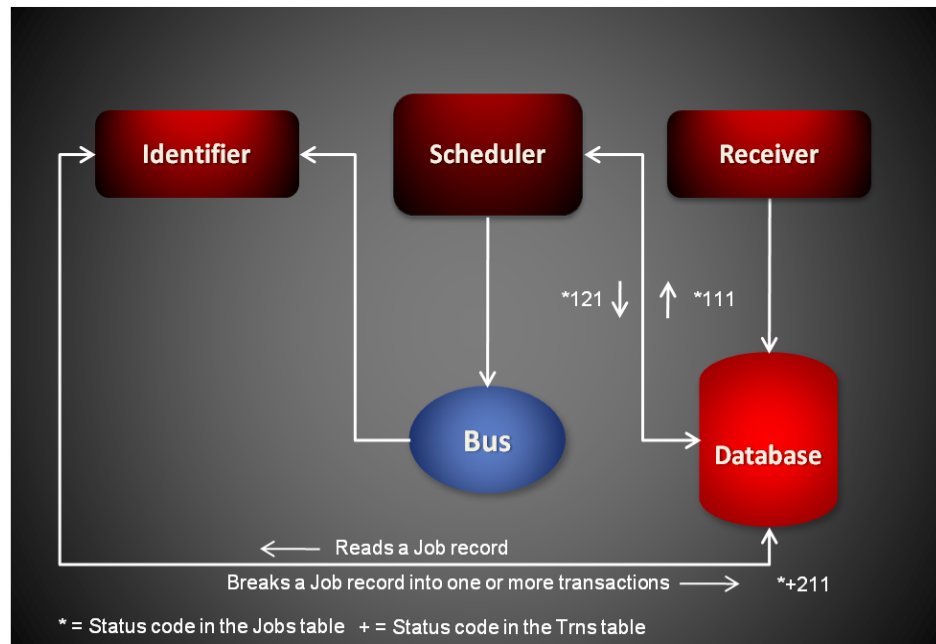 Identifier
Scheduler
Receiver
*121
*111
Bus
Database
Reads a Job record
Breaks a Job record into one or more transactions
*+211
* = Status code in the Jobs table + = Status code in the Trns table